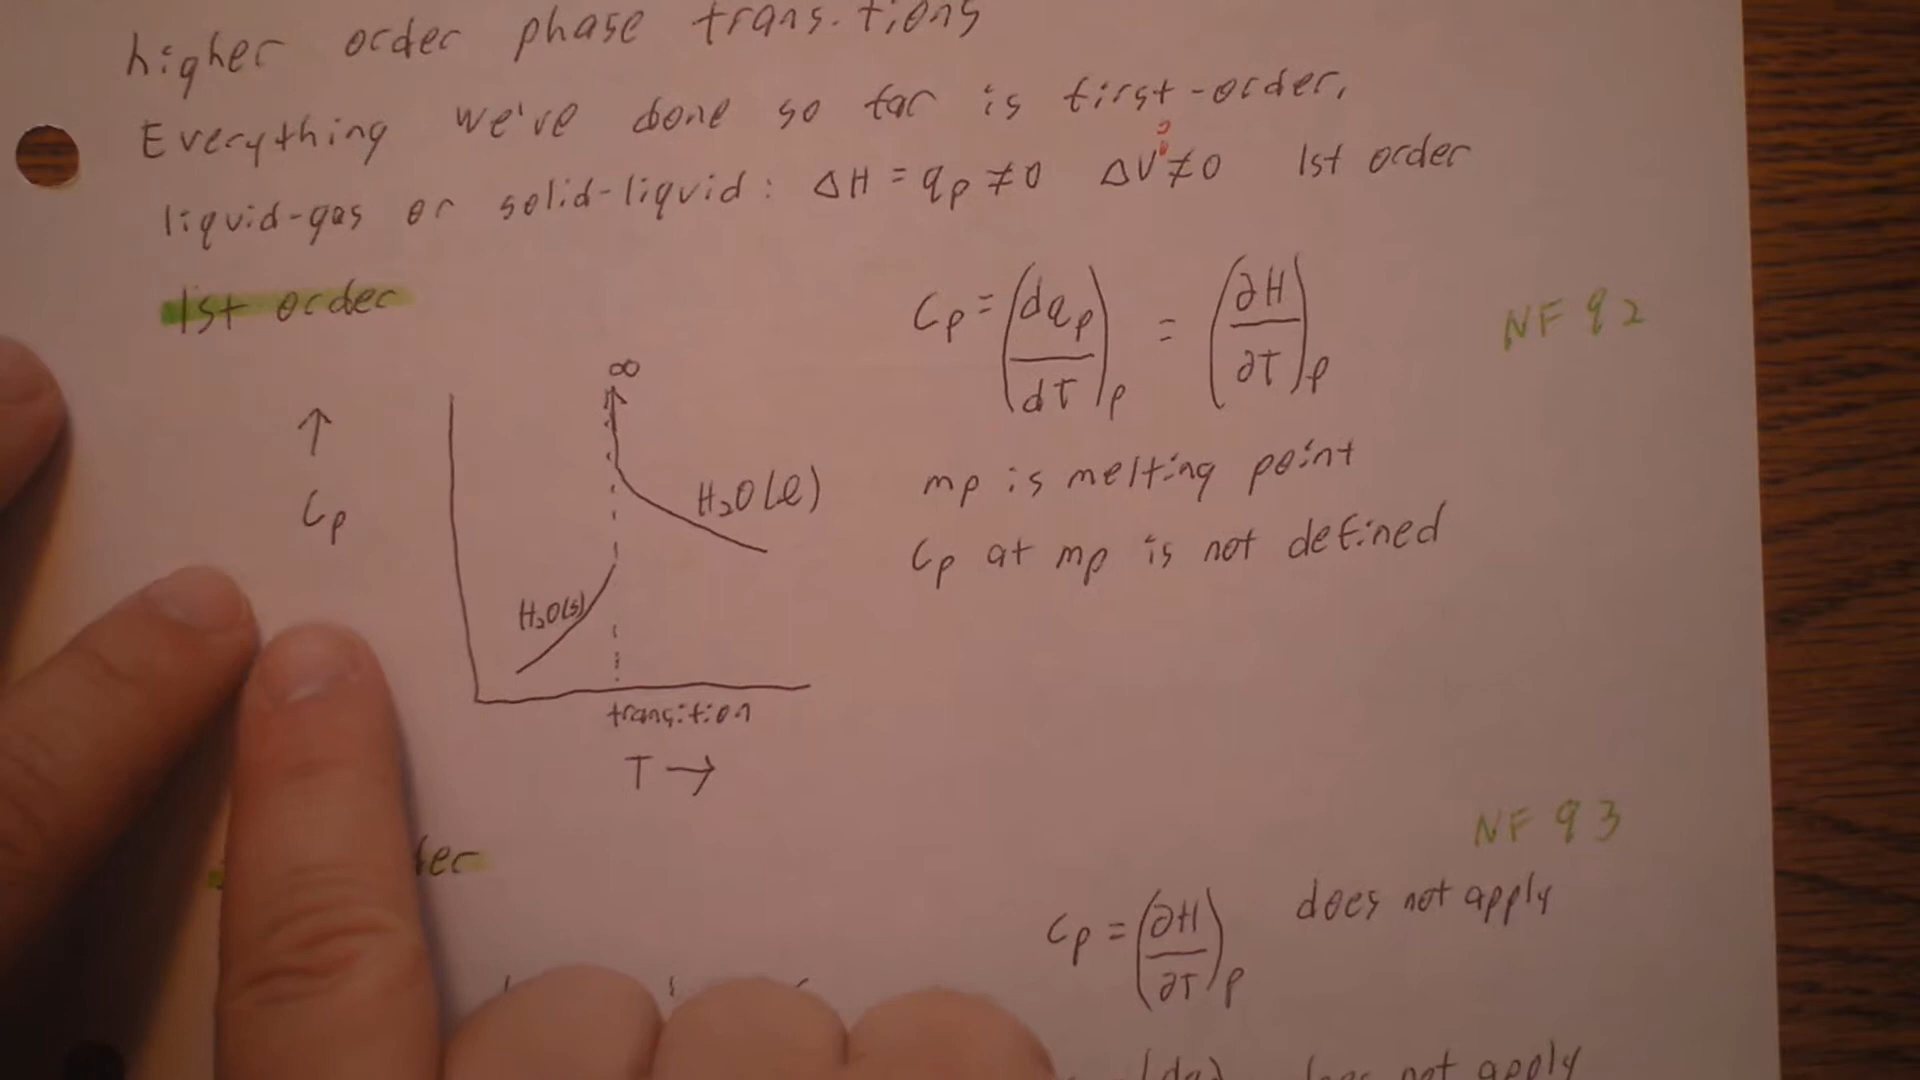 higher order phase transitions
Everything we've done so far is first-order,
liquid-gas or solid-liquid: ΔH = qp ≠ 0 ΔV ≠ 0 1st order
1st order
Cp = (dqp/dT)p = (∂H/∂T)p
NF 92
∞
↑
Cp
H2O(l)
H2O(s)
mp is melting point
Cp at mp is not defined
transition
T →
NF 93
Cp = (∂H/∂T)p does not apply
not apply